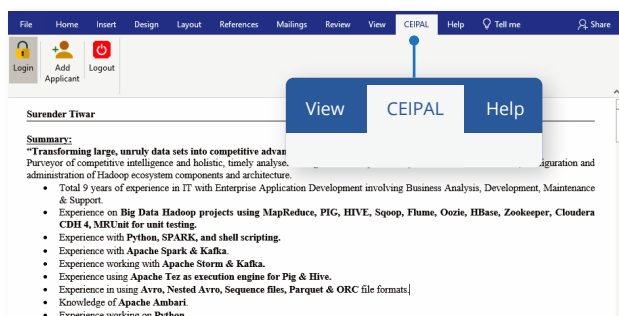 File Home Insert Design Layout References Mailings Review View CEIPAL Help Tell me Share
Login Add Applicant Logout
View CEIPAL Help
Surender Tiwar
Summary:
“Transforming large, unruly data sets into competitive advan
Purveyor of competitive intelligence and holistic, timely analyse
administration of Hadoop ecosystem components and architecture.
• Total 9 years of experience in IT with Enterprise Application Development involving Business Analysis, Development, Maintenance
& Support.
• Experience on Big Data Hadoop projects using MapReduce, PIG, HIVE, Sqoop, Flume, Oozie, HBase, Zookeeper, Cloudera
CDH 4, MRUnit for unit testing.
• Experience with Python, SPARK, and shell scripting.
• Experience with Apache Spark & Kafka.
• Experience working with Apache Storm & Kafka.
• Experience using Apache Tez as execution engine for Pig & Hive.
• Experience in using Avro, Nested Avro, Sequence files, Parquet & ORC file formats.
• Knowledge of Apache Ambari.
• Experience working on Python